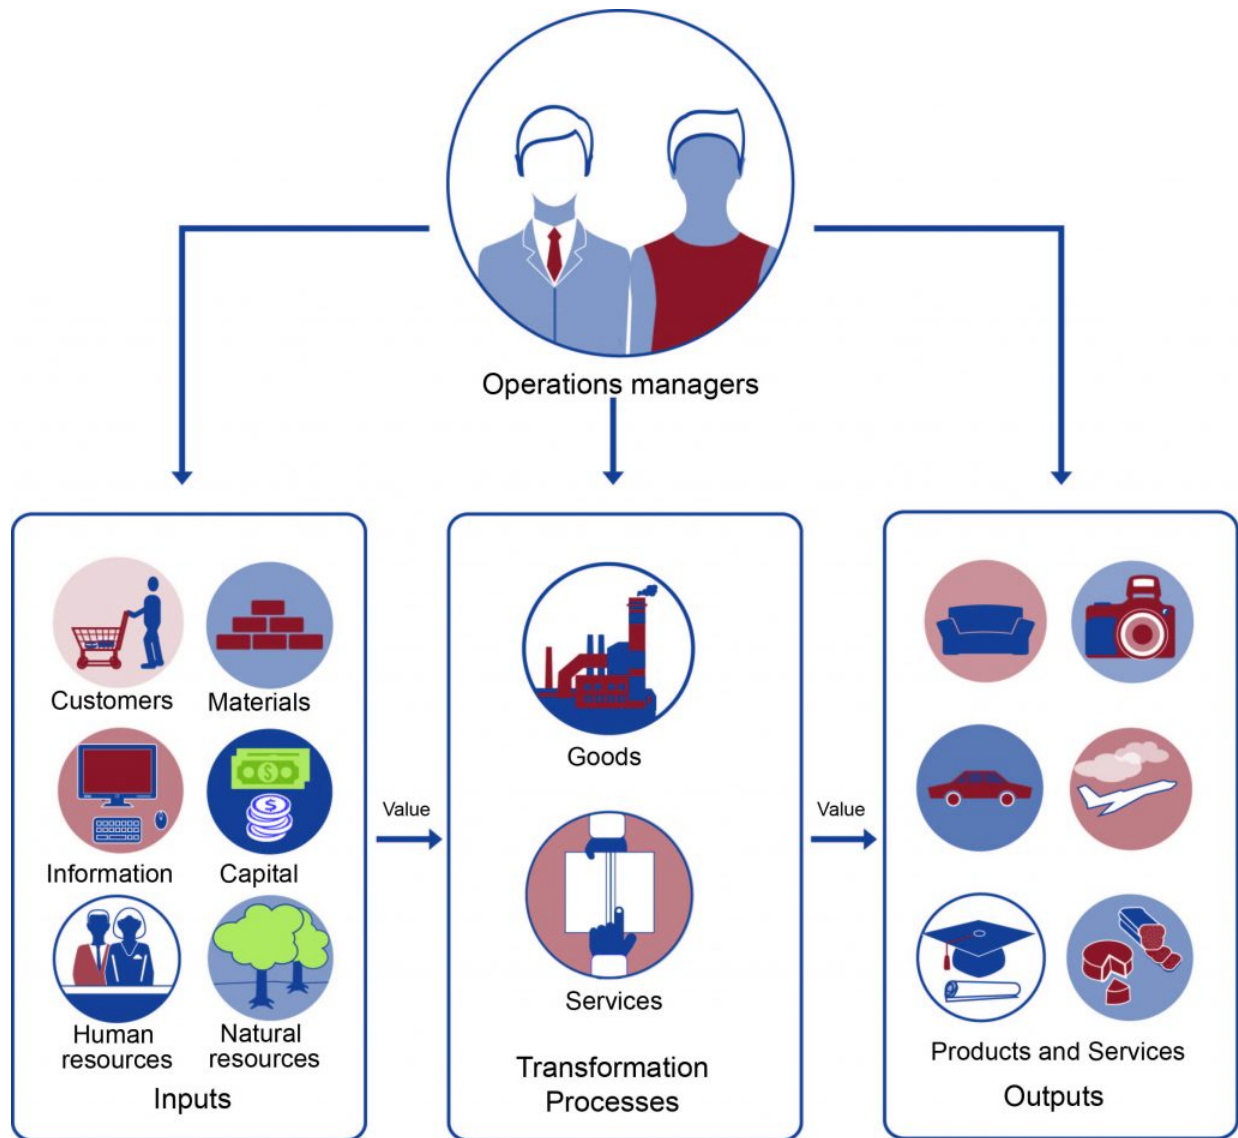 Operations managers
Customers
Materials
Information
Capital
Human
resources
Natural
resources
Inputs
Value
Goods
Services
Transformation
Processes
Value
Products and Services
Outputs